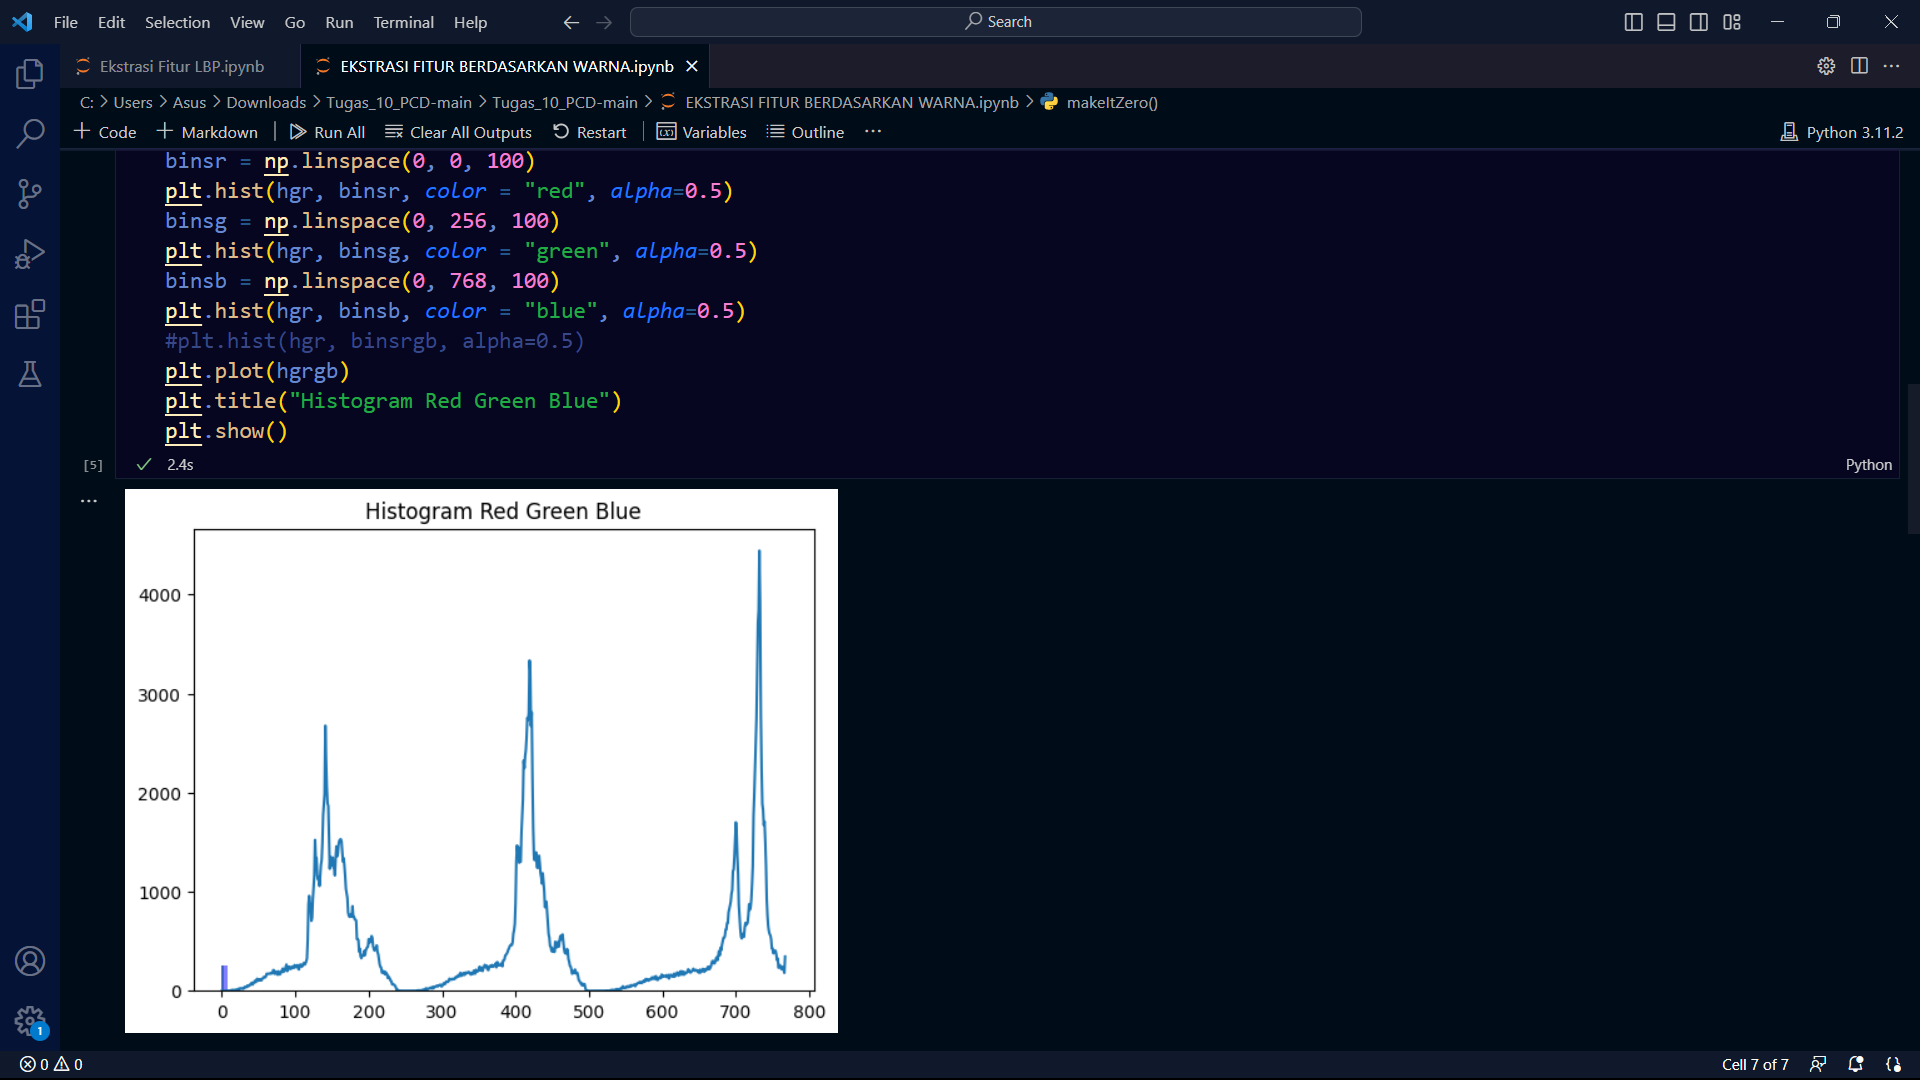 File Edit Selection View Go Run Terminal Help
Search
Ekstrasi Fitur LBP.ipynb
EKSTRASI FITUR BERDASARKAN WARNA.ipynb
C: > Users > Asus > Downloads > Tugas_10_PCD-main > Tugas_10_PCD-main > EKSTRASI FITUR BERDASARKAN WARNA.ipynb > makeItZero()
+ Code + Markdown | Run All Clear All Outputs Restart | Variables Outline ...
Python 3.11.2
binsr = np.linspace(0, 0, 100)
plt.hist(hgr, binsr, color = "red", alpha=0.5)
binsg = np.linspace(0, 256, 100)
plt.hist(hgr, binsg, color = "green", alpha=0.5)
binsb = np.linspace(0, 768, 100)
plt.hist(hgr, binsb, color = "blue", alpha=0.5)
#plt.hist(hgr, binsrgb, alpha=0.5)
plt.plot(hgrgb)
plt.title("Histogram Red Green Blue")
plt.show()
[5] 2.4s
Python
Histogram Red Green Blue
4000
3000
2000
1000
0
0 100 200 300 400 500 600 700 800
1
0 0
Cell 7 of 7